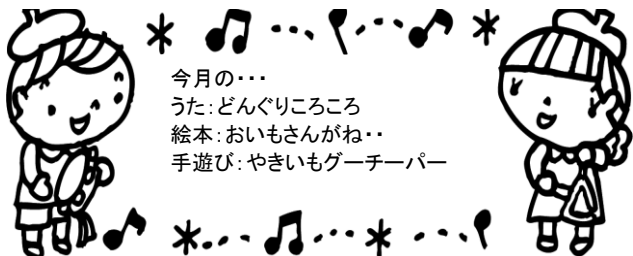 今月の・・・
うた：どんぐりころころ
絵本：おいもさんがね・・
手遊び：やきいもグーチーパー